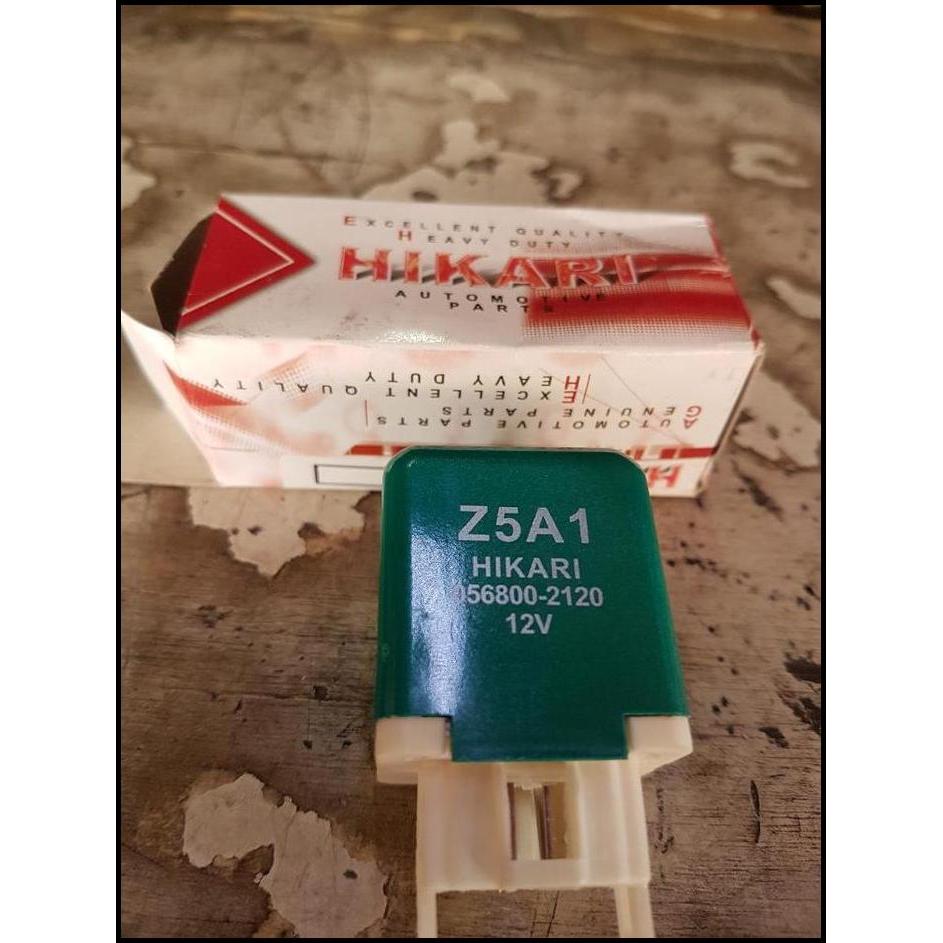 EXCELLENT QUALITY
HEAVY DUTY
HIKARI
AUTOMOTIVE
PARTS
AUTOMOTIVE PARTS
GENUINE PARTS
EXCELLENT QUALITY
HEAVY DUTY
Z5A1
HIKARI
056800-2120
12V